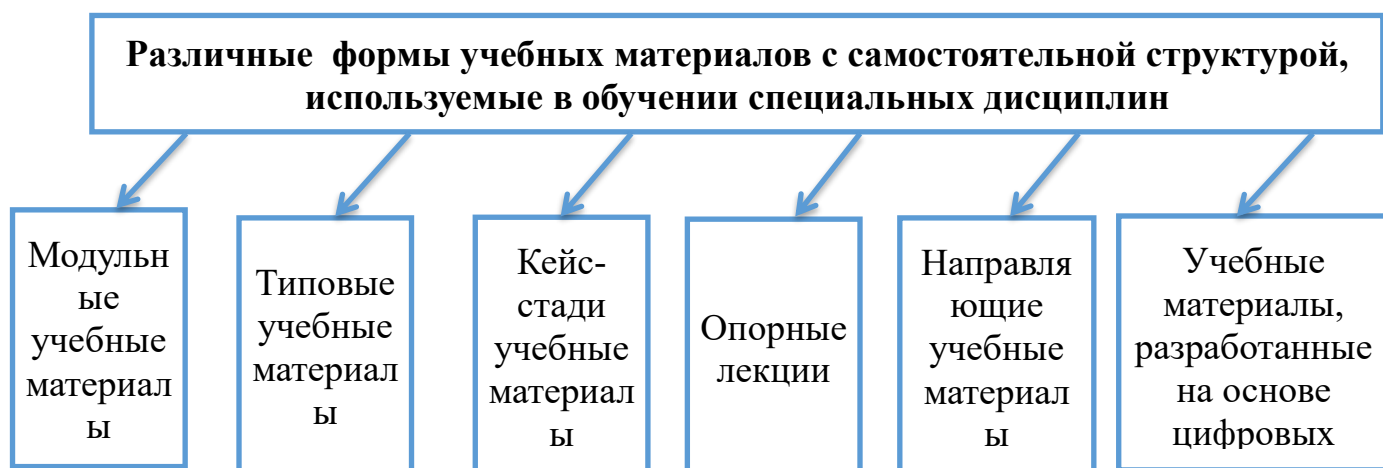 Различные формы учебных материалов с самостоятельной структурой,
используемые в обучении специальных дисциплин
Модульн
ые
учебные
материал
ы
Типовые
учебные
материал
ы
Кейс-
стади
учебные
материал
ы
Опорные
лекции
Направля
ющие
учебные
материал
ы
Учебные
материалы,
разработанные
на основе
цифровых